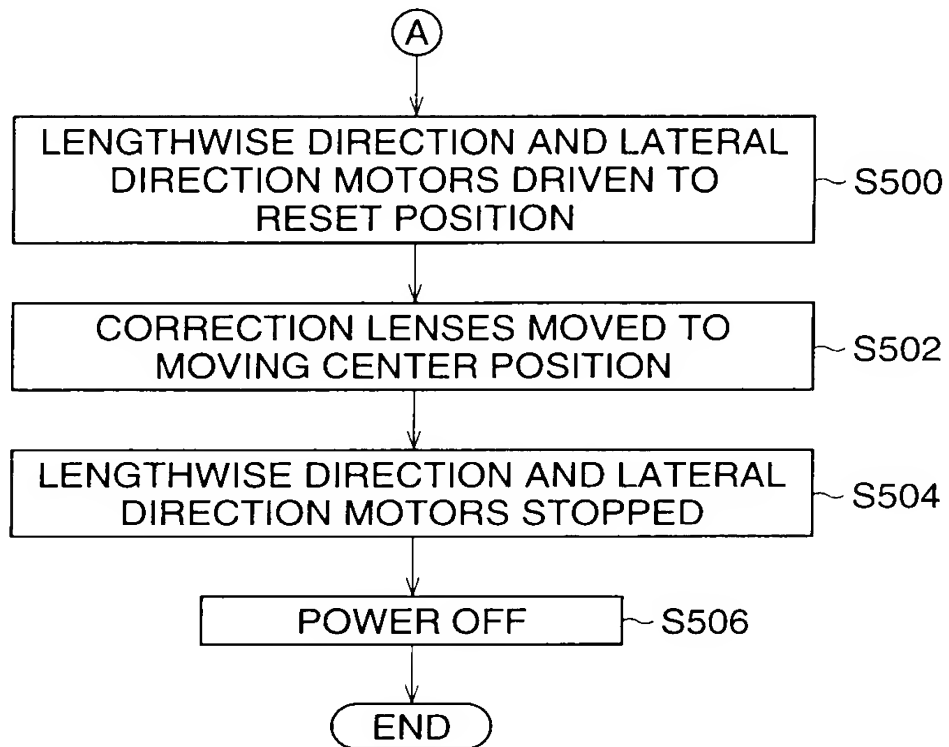 A
LENGTHWISE DIRECTION AND LATERAL
DIRECTION MOTORS DRIVEN TO
RESET POSITION
S500
CORRECTION LENSES MOVED TO
MOVING CENTER POSITION
S502
LENGTHWISE DIRECTION AND LATERAL
DIRECTION MOTORS STOPPED
S504
POWER OFF
S506
END